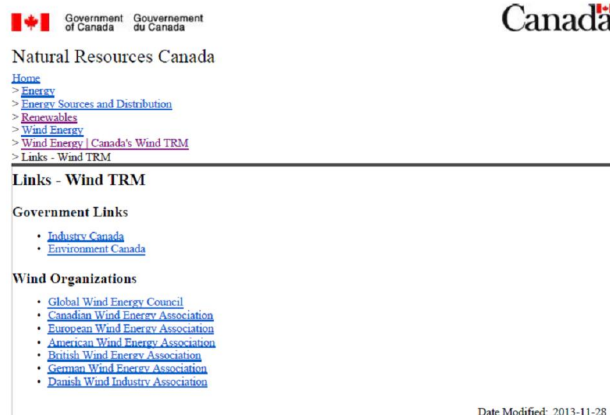 Government Gouvernement
of Canada du Canada
Canada
Natural Resources Canada
Home
> Energy
> Energy Sources and Distribution
> Renewables
> Wind Energy
> Wind Energy | Canada's Wind TRM
> Links - Wind TRM
Links - Wind TRM
Government Links
• Industry Canada
• Environment Canada
Wind Organizations
• Global Wind Energy Council
• Canadian Wind Energy Association
• European Wind Energy Association
• American Wind Energy Association
• British Wind Energy Association
• German Wind Energy Association
• Danish Wind Industry Association
Date Modified: 2013-11-28